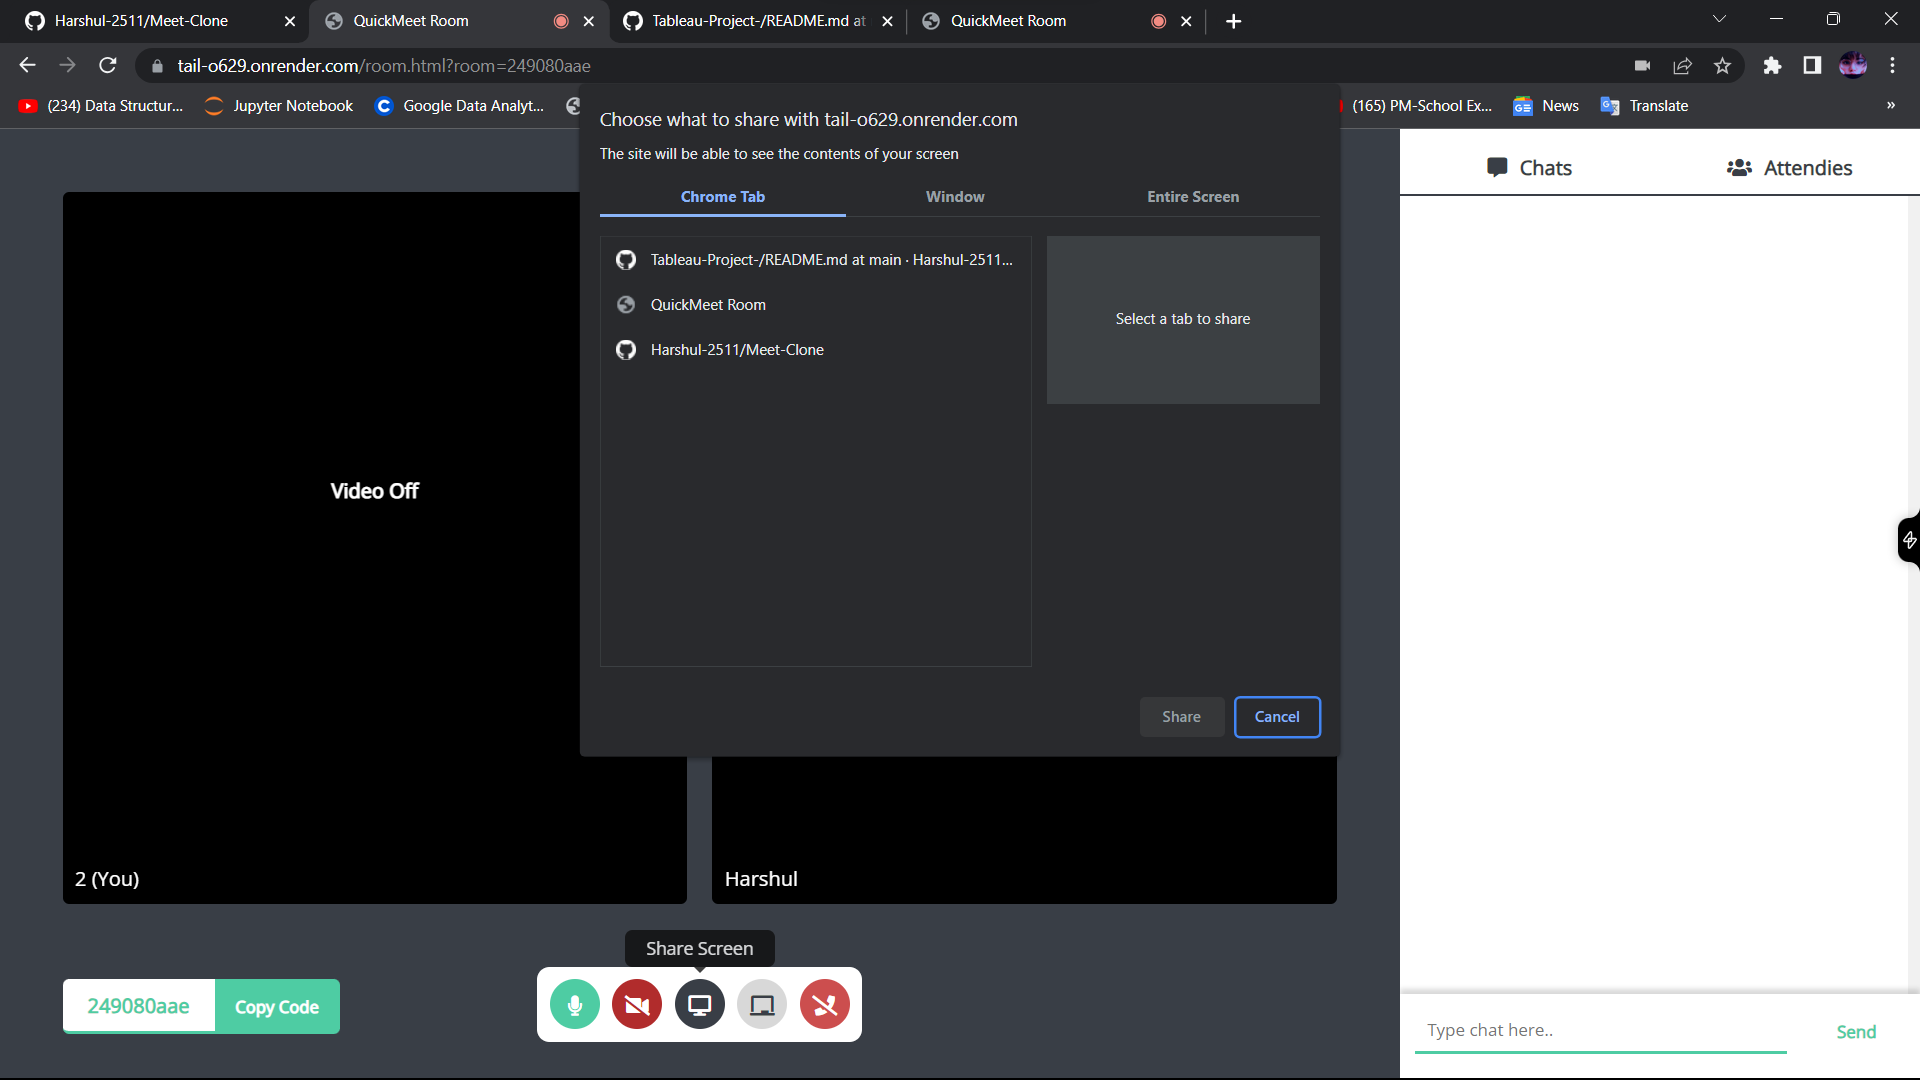 Harshul-2511/Meet-Clone
QuickMeet Room
Tableau-Project-/README.md at
QuickMeet Room
tail-o629.onrender.com/room.html?room=249080aae
(234) Data Structur...
Jupyter Notebook
Google Data Analyt...
(165) PM-School Ex...
News
Translate
»
Choose what to share with tail-o629.onrender.com
The site will be able to see the contents of your screen
Chrome Tab
Window
Entire Screen
Tableau-Project-/README.md at main · Harshul-2511...
QuickMeet Room
Harshul-2511/Meet-Clone
Select a tab to share
Share
Cancel
Video Off
2 (You)
Harshul
Share Screen
249080aae
Copy Code
Chats
Attendies
Type chat here..
Send